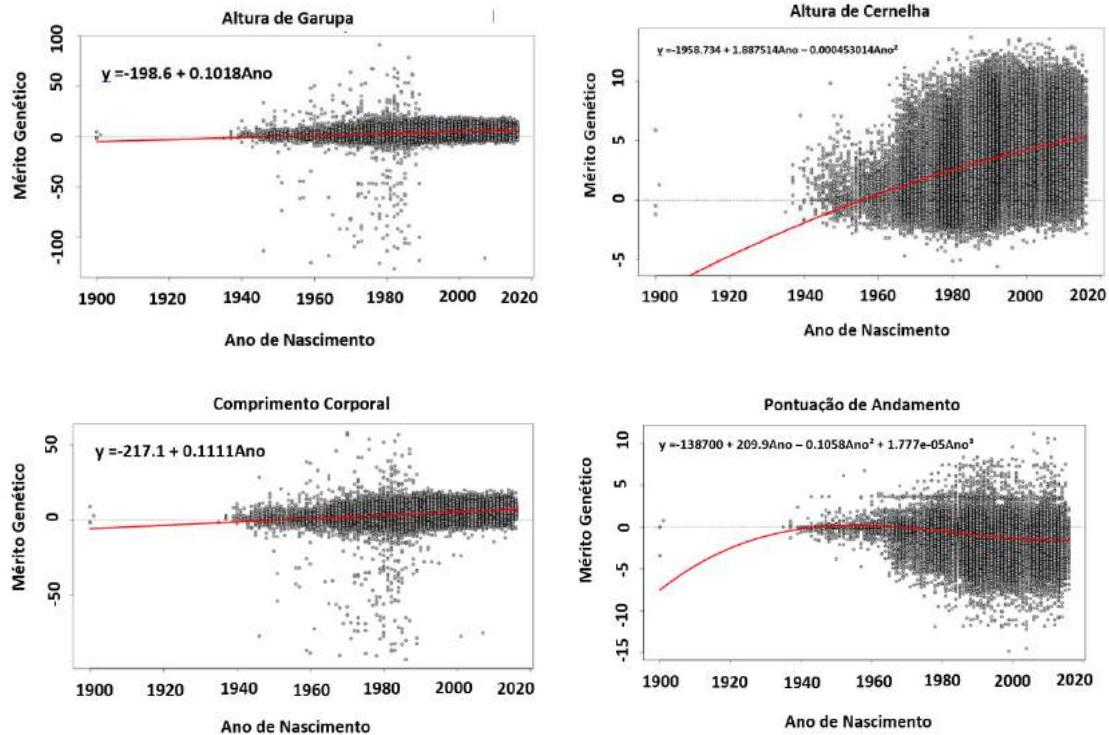 Altura de Garupa
y =-198.6 + 0.1018Ano
Mérito Genético
100
50
0
-50
-100
1900 1920 1940 1960 1980 2000 2020
Ano de Nascimento
Altura de Cernelha
y =-1958.734 + 1.887514Ano – 0.000453014Ano²
Mérito Genético
10
5
0
-5
1900 1920 1940 1960 1980 2000 2020
Ano de Nascimento
Comprimento Corporal
y =-217.1 + 0.1111Ano
Mérito Genético
50
0
-50
1900 1920 1940 1960 1980 2000 2020
Ano de Nascimento
Pontuação de Andamento
y =-138700 + 209.9Ano – 0.1058Ano² + 1.777e-05Ano³
Mérito Genético
10
5
0
-5
-10
-15
1900 1920 1940 1960 1980 2000 2020
Ano de Nascimento